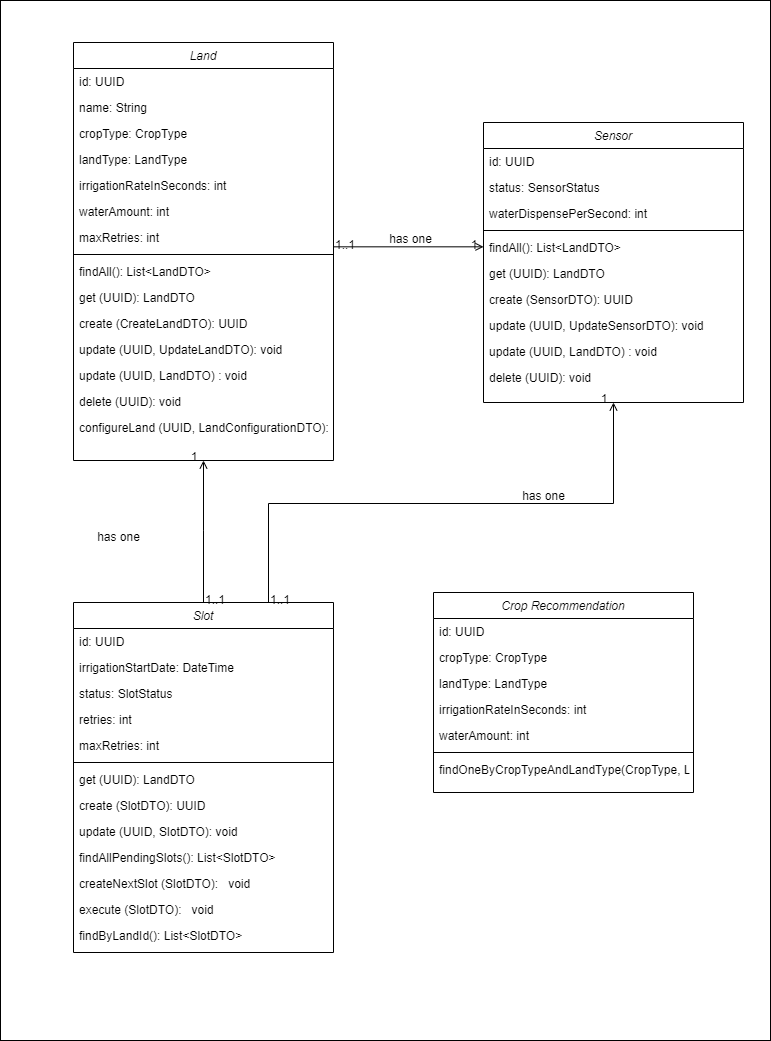 Land
id: UUID
name: String
cropType: CropType
landType: LandType
irrigationRateInSeconds: int
waterAmount: int
maxRetries: int
findAll(): List<LandDTO>
get (UUID): LandDTO
create (CreateLandDTO): UUID
update (UUID, UpdateLandDTO): void
update (UUID, LandDTO) : void
delete (UUID): void
configureLand (UUID, LandConfigurationDTO):
1..1
has one
1
Sensor
id: UUID
status: SensorStatus
waterDispensePerSecond: int
findAll(): List<LandDTO>
get (UUID): LandDTO
create (SensorDTO): UUID
update (UUID, UpdateSensorDTO): void
update (UUID, LandDTO) : void
delete (UUID): void
1
has one
1
has one
1..1
1..1
Slot
id: UUID
irrigationStartDate: DateTime
status: SlotStatus
retries: int
maxRetries: int
get (UUID): LandDTO
create (SlotDTO): UUID
update (UUID, SlotDTO): void
findAllPendingSlots(): List<SlotDTO>
createNextSlot (SlotDTO): void
execute (SlotDTO): void
findByLandId(): List<SlotDTO>
Crop Recommendation
id: UUID
cropType: CropType
landType: LandType
irrigationRateInSeconds: int
waterAmount: int
findOneByCropTypeAndLandType(CropType, L